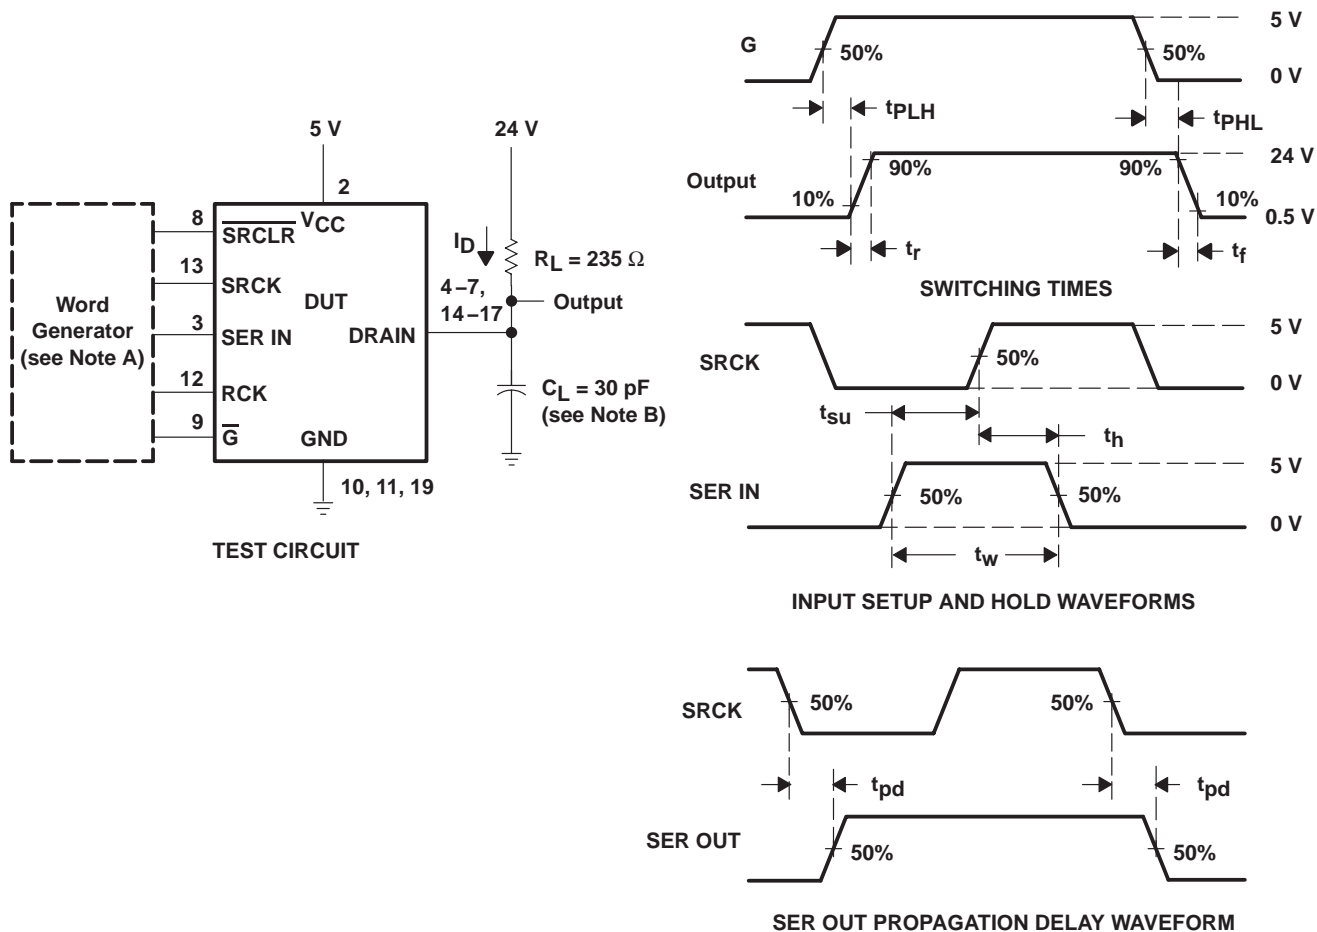 5 V
24 V
2
Word
Generator
(see Note A)
8
SRCLR
VCC
13
SRCK
DUT
3
SER IN
DRAIN
12
RCK
9
G
GND
10, 11, 19
ID
RL = 235 Ω
4–7,
14–17
Output
CL = 30 pF
(see Note B)
TEST CIRCUIT
G
50%
50%
5 V
0 V
tPLH
tPHL
Output
10%
90%
90%
10%
24 V
0.5 V
tr
tf
SWITCHING TIMES
SRCK
50%
5 V
0 V
tsu
th
SER IN
50%
50%
5 V
0 V
tw
INPUT SETUP AND HOLD WAVEFORMS
SRCK
50%
50%
tpd
tpd
SER OUT
50%
50%
SER OUT PROPAGATION DELAY WAVEFORM